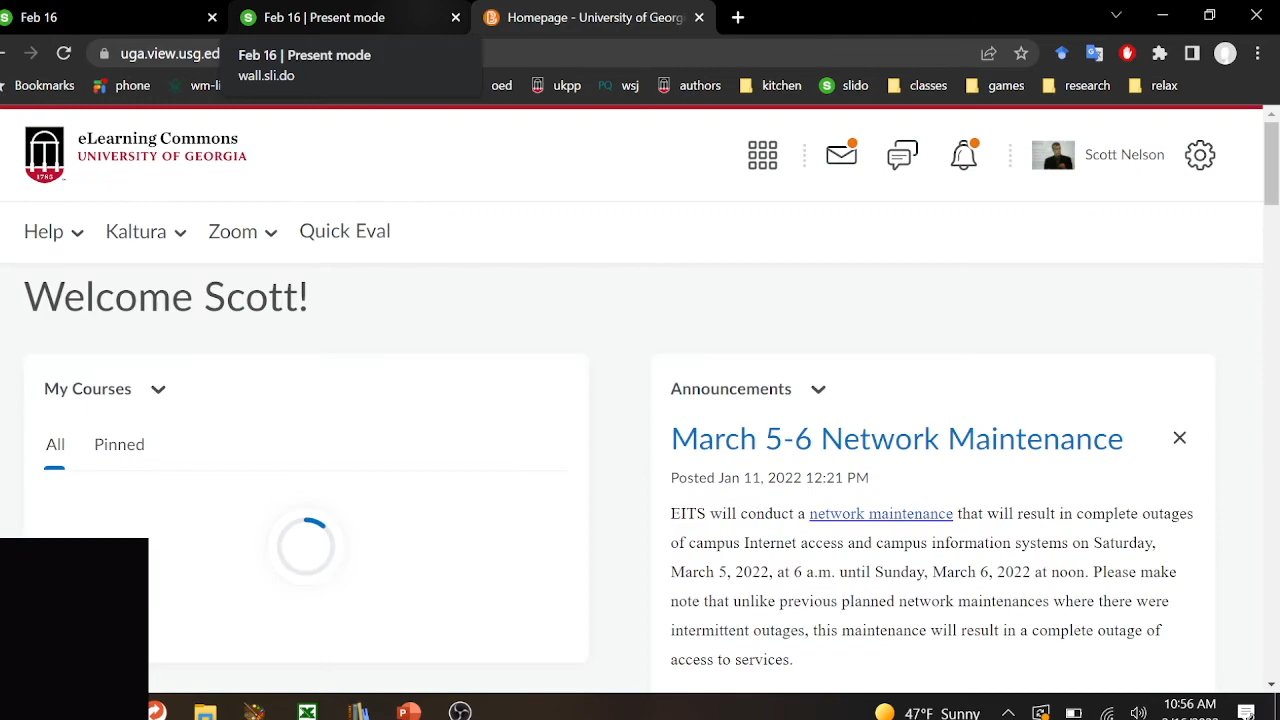 Feb 16
Feb 16 | Present mode
Homepage - University of Georg
uga.view.usg.ed
Feb 16 | Present mode
wall.sli.do
Bookmarks
phone
wm-li
oed
ukpp
PQ
wsj
authors
kitchen
slido
classes
games
research
relax
eLearning Commons
UNIVERSITY OF GEORGIA
1785
Scott Nelson
Help
Kaltura
Zoom
Quick Eval
Welcome Scott!
My Courses
All
Pinned
Announcements
March 5-6 Network Maintenance
Posted Jan 11, 2022 12:21 PM
EITS will conduct a network maintenance that will result in complete outages
of campus Internet access and campus information systems on Saturday,
March 5, 2022, at 6 a.m. until Sunday, March 6, 2022 at noon. Please make
note that unlike previous planned network maintenances where there were
intermittent outages, this maintenance will result in a complete outage of
access to services.
47°F Sunny
10:56 AM